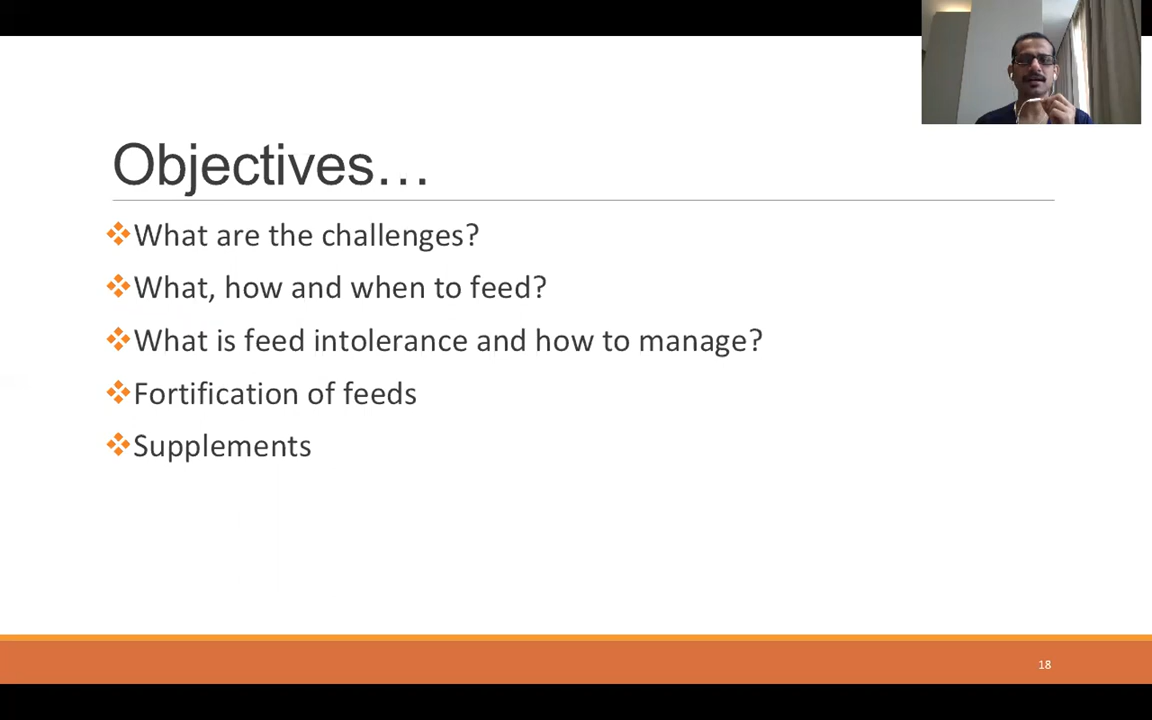 Objectives…
What are the challenges?
What, how and when to feed?
What is feed intolerance and how to manage?
Fortification of feeds
Supplements
18